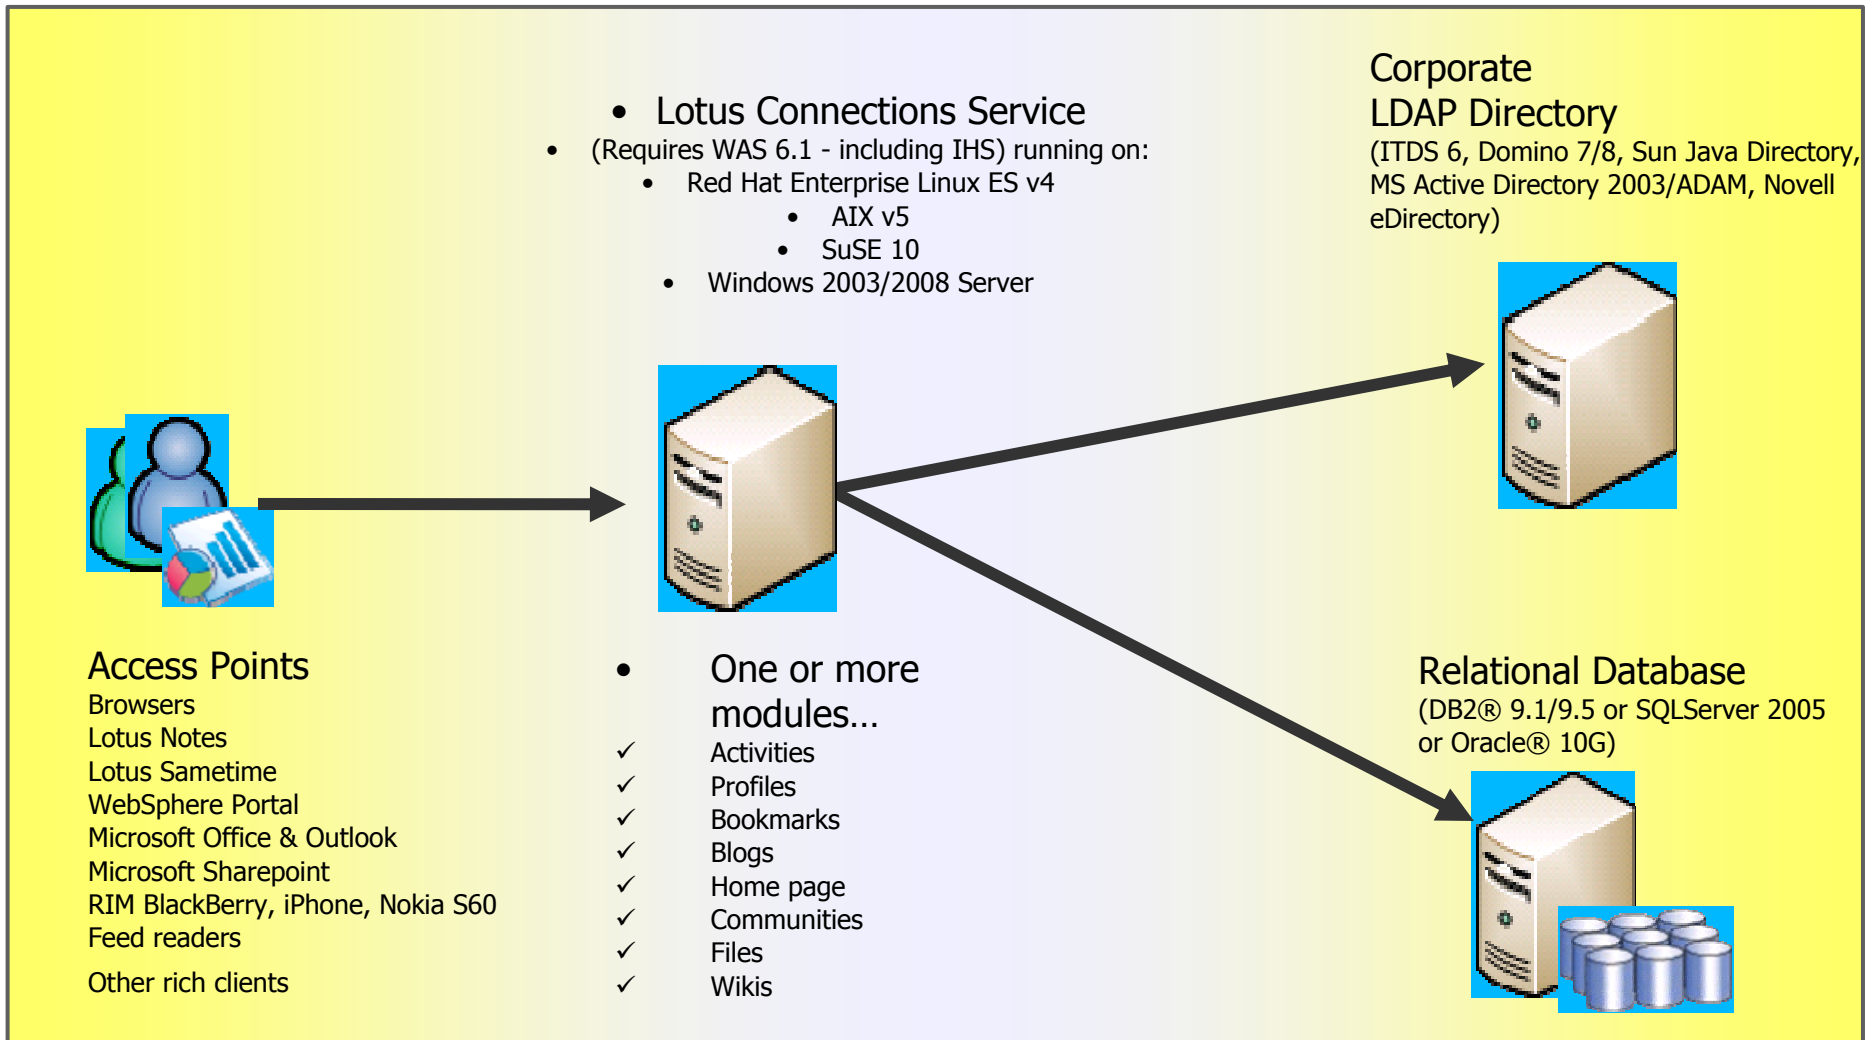 • Lotus Connections Service
• (Requires WAS 6.1 - including IHS) running on:
• Red Hat Enterprise Linux ES v4
• AIX v5
• SuSE 10
• Windows 2003/2008 Server
Corporate
LDAP Directory
(ITDS 6, Domino 7/8, Sun Java Directory,
MS Active Directory 2003/ADAM, Novell
eDirectory)
Access Points
Browsers
Lotus Notes
Lotus Sametime
WebSphere Portal
Microsoft Office & Outlook
Microsoft Sharepoint
RIM BlackBerry, iPhone, Nokia S60
Feed readers
Other rich clients
• One or more
modules…
✓ Activities
✓ Profiles
✓ Bookmarks
✓ Blogs
✓ Home page
✓ Communities
✓ Files
✓ Wikis
Relational Database
(DB2® 9.1/9.5 or SQLServer 2005
or Oracle® 10G)